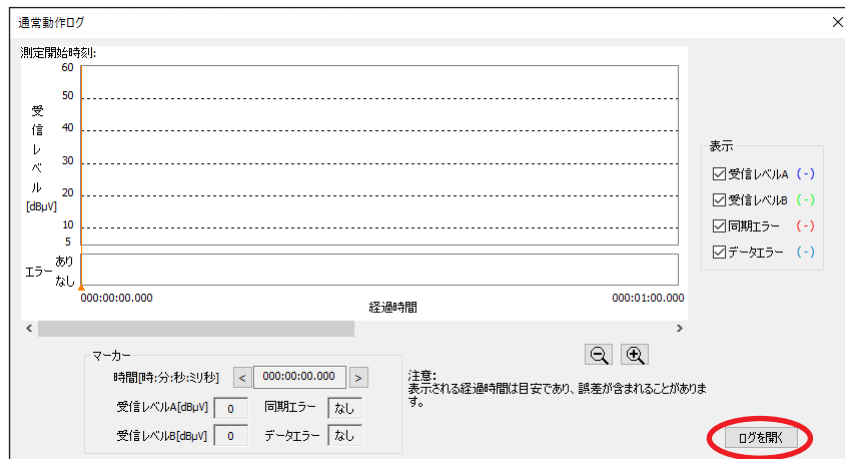 通常動作ログ
測定開始時刻:
60
50
40
30
20
10
5
受信レベル
[dBμV]
エラー
あり
なし
000:00:00.000
000:01:00.000
経過時間
表示
受信レベルA (-)
受信レベルB (-)
同期エラー (-)
データエラー (-)
マーカー
時間[時:分:秒:ミリ秒] < 000:00:00.000 >
受信レベルA[dBμV] 0 同期エラー なし
受信レベルB[dBμV] 0 データエラー なし
注意:
表示される経過時間は目安であり、誤差が含まれることがありま
す。
ログを開く